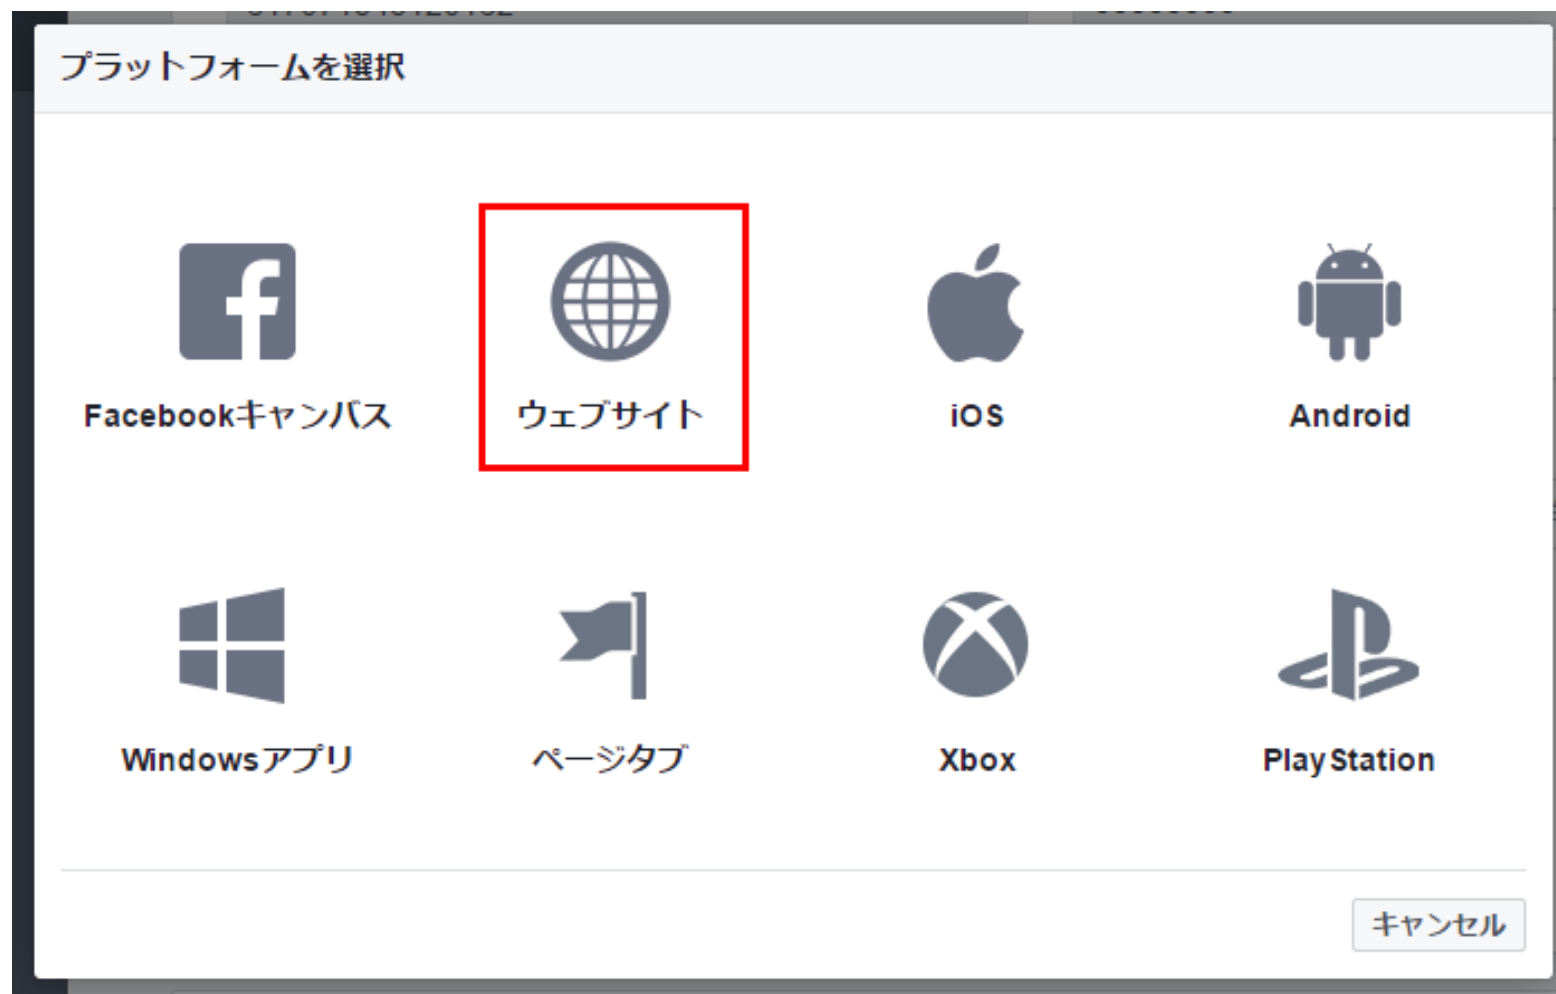 プラットフォームを選択
Facebookキャンバス
ウェブサイト
iOS
Android
Windowsアプリ
ページタブ
Xbox
PlayStation
キャンセル